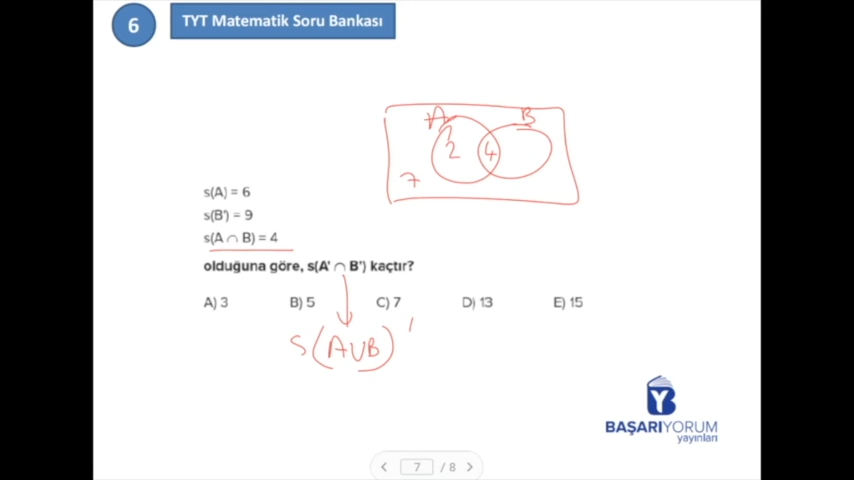 6
TYT Matematik Soru Bankası
A
B
2
4
7
s(A) = 6
s(B') = 9
s(A ∩ B) = 4
olduğuna göre, s(A' ∩ B') kaçtır?
A) 3 B) 5 C) 7 D) 13 E) 15
s(A∪B)'
BAŞARIYORUM
yayınları
7 / 8